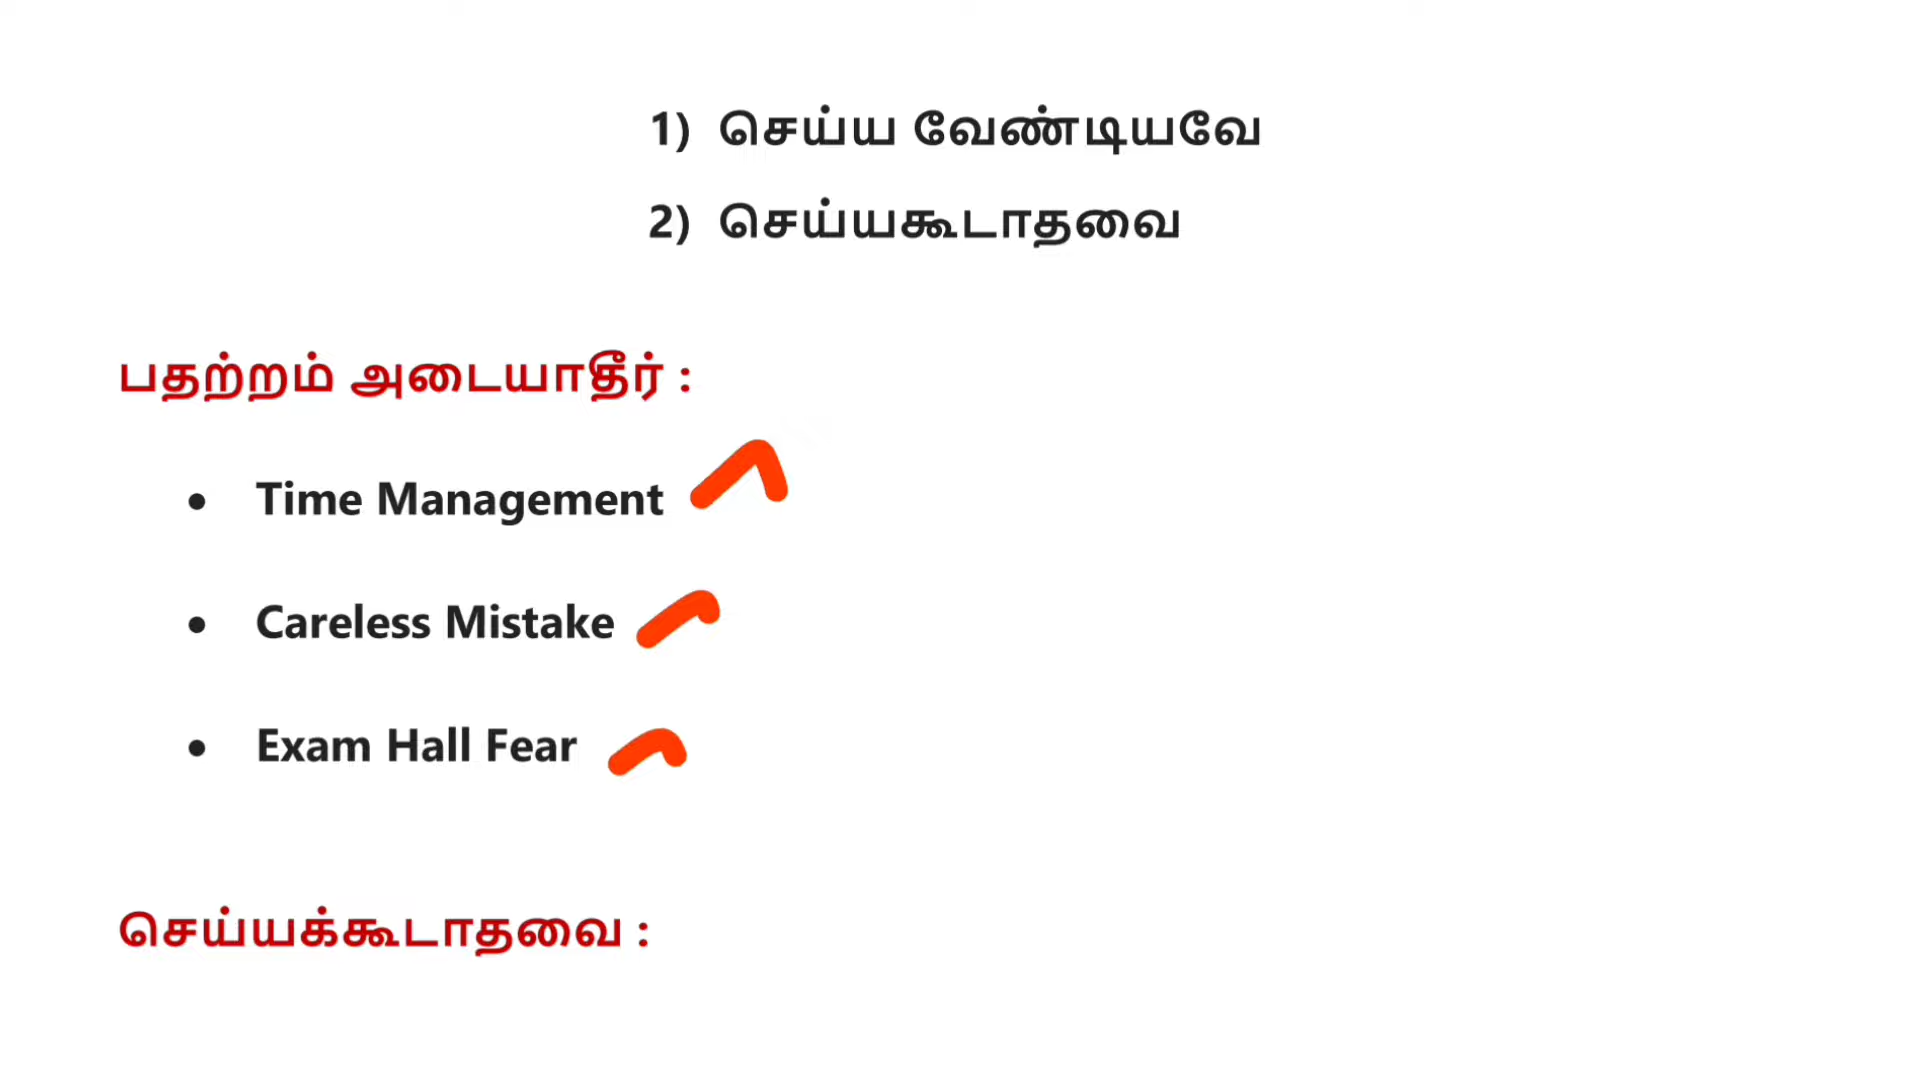 1) செய்ய வேண்டியவே
2) செய்யகூடாதவை
பதற்றம் அடையாதீர் :
• Time Management
• Careless Mistake
• Exam Hall Fear
செய்யக்கூடாதவை :